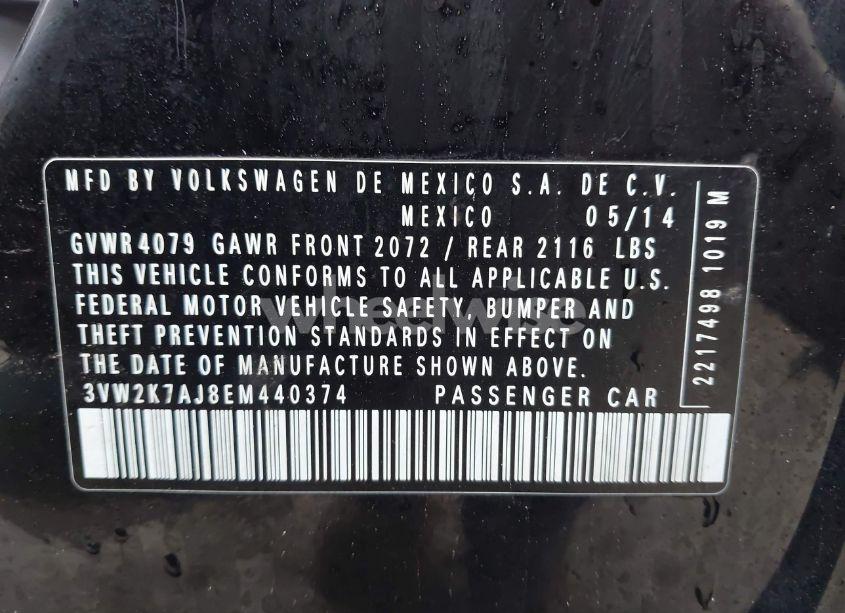 MFD BY VOLKSWAGEN DE MEXICO S.A. DE C.V.
MEXICO 05/14
GVWR 4079 GAWR FRONT 2072 / REAR 2116 LBS
THIS VEHICLE CONFORMS TO ALL APPLICABLE U.S.
FEDERAL MOTOR VEHICLE SAFETY, BUMPER AND
THEFT PREVENTION STANDARDS IN EFFECT ON
THE DATE OF MANUFACTURE SHOWN ABOVE.
3VW2K7AJ8EM440374 PASSENGER CAR
2217498 1019 M
wheelwise